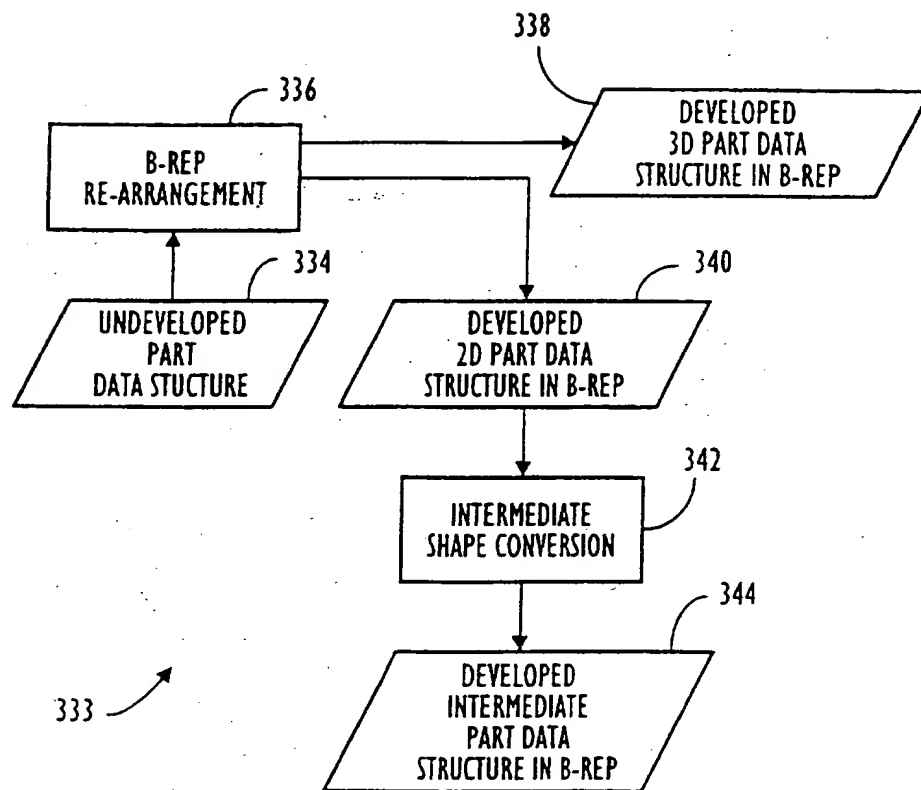 338
336
DEVELOPED
3D PART DATA
STRUCTURE IN B-REP
B-REP
RE-ARRANGEMENT
334
340
UNDEVELOPED
PART
DATA STUCTURE
DEVELOPED
2D PART DATA
STRUCTURE IN B-REP
342
INTERMEDIATE
SHAPE CONVERSION
344
DEVELOPED
INTERMEDIATE
PART DATA
STRUCTURE IN B-REP
333